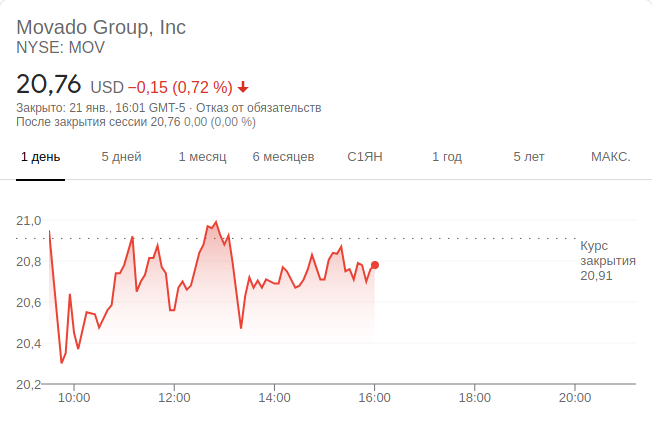 Movado Group, Inc
NYSE: MOV
20,76 USD −0,15 (0,72 %)
Закрыто: 21 янв., 16:01 GMT-5 · Отказ от обязательств
После закрытия сессии 20,76 0,00 (0,00 %)
1 день 5 дней 1 месяц 6 месяцев С1ЯН 1 год 5 лет МАКС.
21,0
Курс
закрытия
20,91
20,8
20,6
20,4
20,2
10:00 12:00 14:00 16:00 18:00 20:00